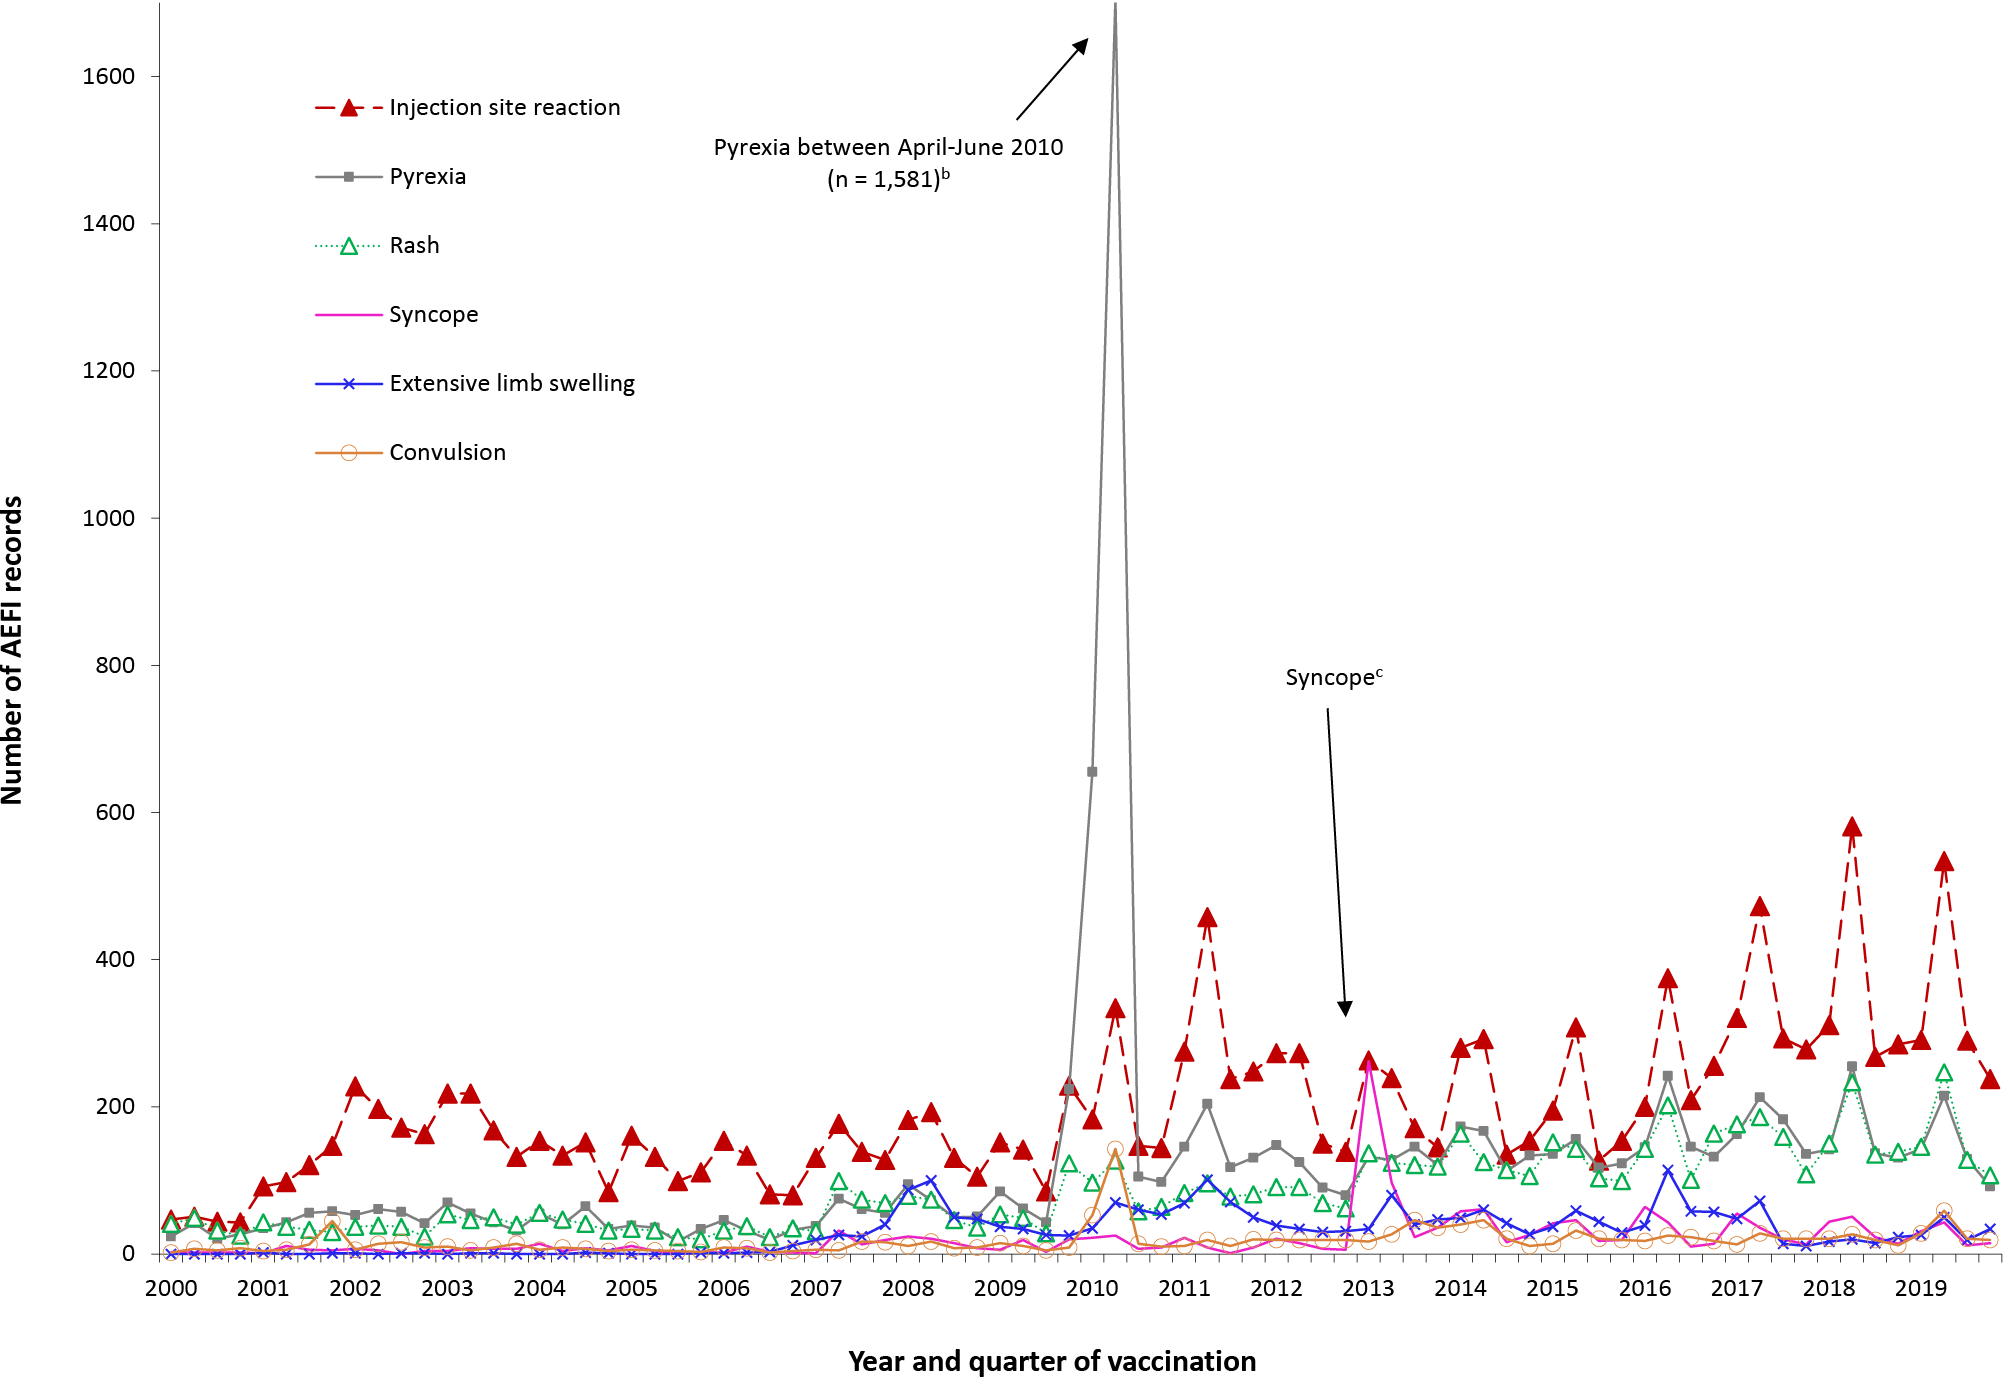 1600
1400
1200
1000
800
600
400
200
0
Number of AEFI records
Injection site reaction
Pyrexia
Rash
Syncope
Extensive limb swelling
Convulsion
Pyrexia between April-June 2010
(n = 1,581)b
Syncopec
2000 2001 2002 2003 2004 2005 2006 2007 2008 2009 2010 2011 2012 2013 2014 2015 2016 2017 2018 2019
Year and quarter of vaccination